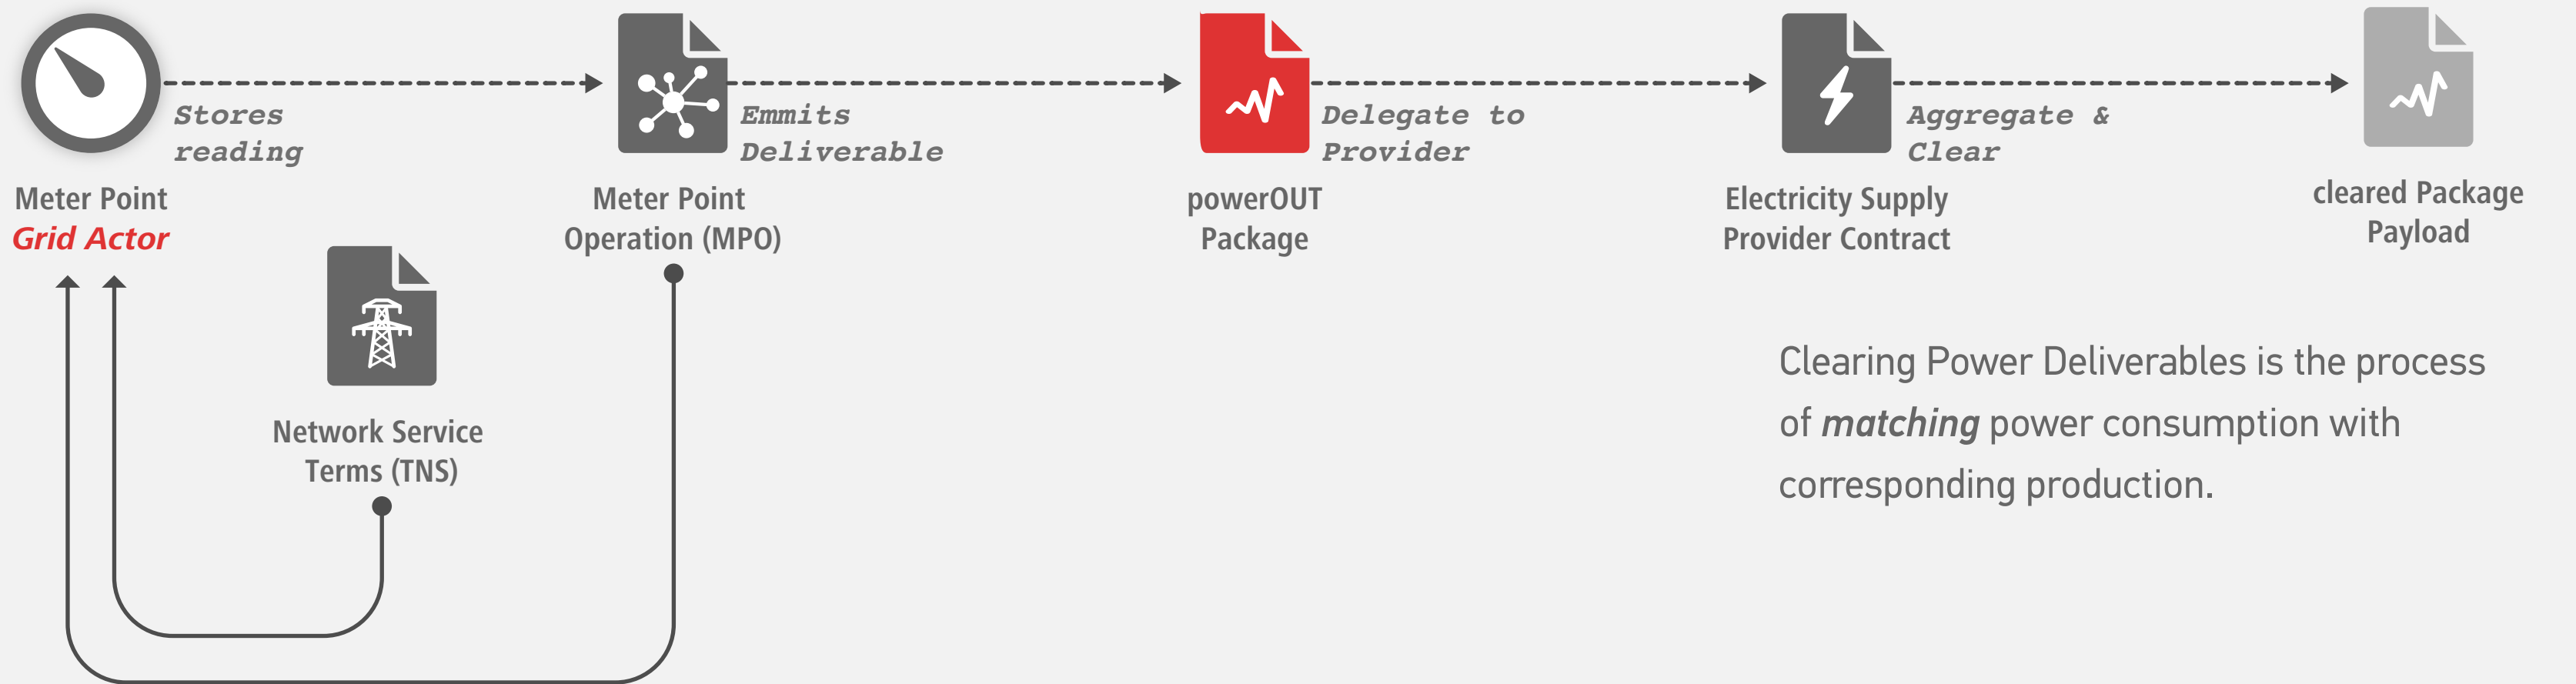 Stores
reading
Emmits
Deliverable
Delegate to
Provider
Aggregate &
Clear
Meter Point
Grid Actor
Meter Point
Operation (MPO)
powerOUT
Package
Electricity Supply
Provider Contract
cleared Package
Payload
Network Service
Terms (TNS)
Clearing Power Deliverables is the process
of matching power consumption with
corresponding production.